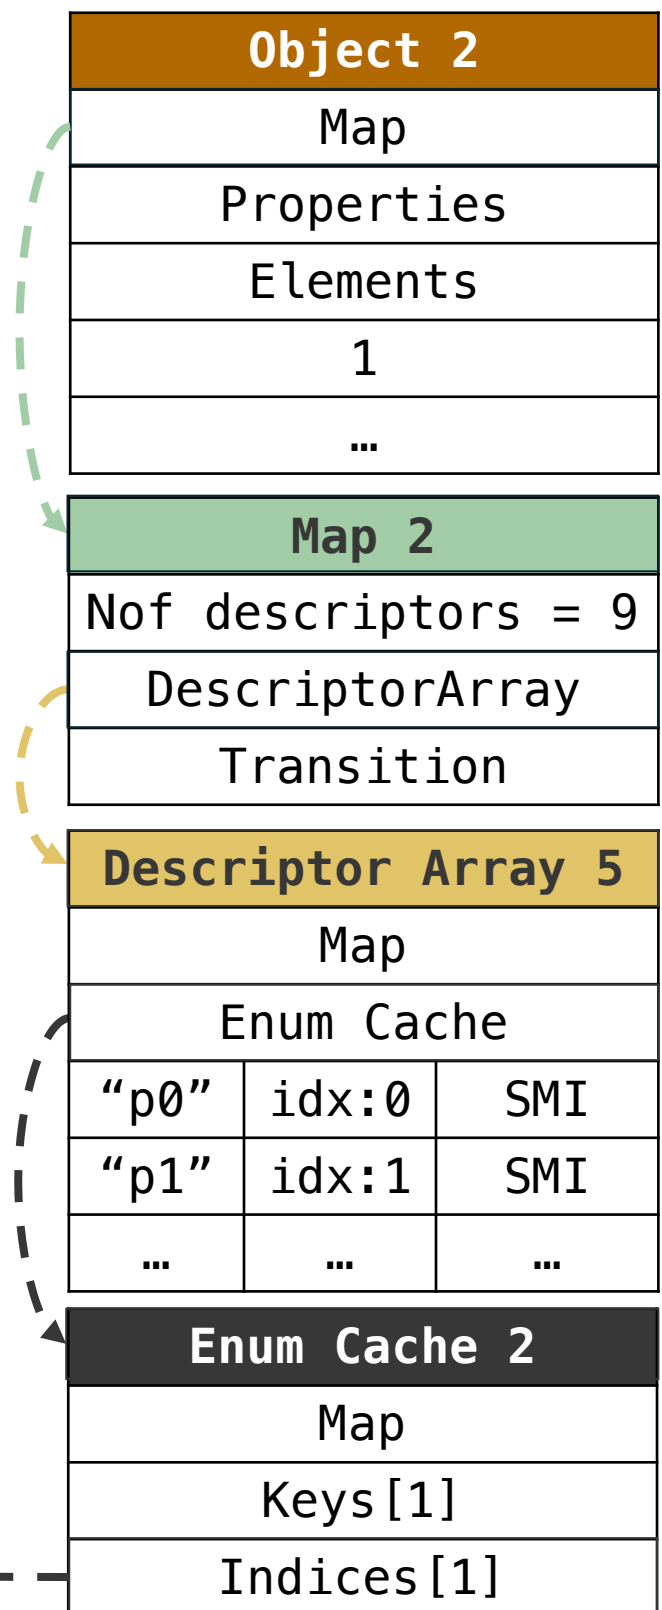 Object 2
Map
Properties
Elements
1
…
Map 2
Nof descriptors = 9
DescriptorArray
Transition
Descriptor Array 5
Map
Enum Cache
“p0” idx:0 SMI
“p1” idx:1 SMI
… … …
Enum Cache 2
Map
Keys[1]
Indices[1]